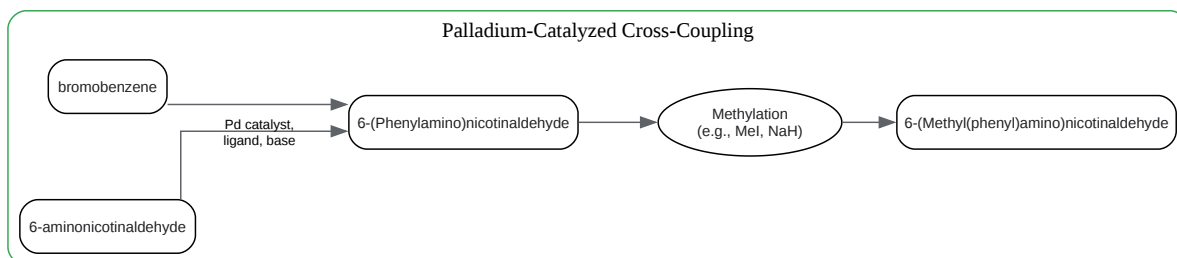 Palladium-Catalyzed Cross-Coupling
bromobenzene
Pd catalyst,
ligand, base
6-(Phenylamino)nicotinaldehyde
Methylation
(e.g., MeI, NaH)
6-(Methyl(phenyl)amino)nicotinaldehyde
6-aminonicotinaldehyde